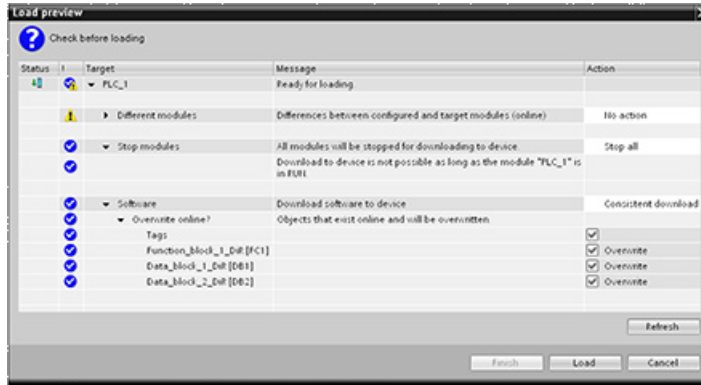 Load preview
? Check before loading
Status ! Target Message Action
PLC_1 Ready for loading
Different modules Differences between configured and target modules (online) No action
Stop modules All modules will be stopped for downloading to device. Stop all
Download to device is not possible as long as the module "PLC_1" is
in RUN.
Software Download software to device Consistent download
Overwrite online? Objects that exist online and will be overwritten.
Tags
Function_block_1_Diff [FC1] Overwrite
Data_block_1_Diff [DB1] Overwrite
Data_block_2_Diff [DB2] Overwrite
Refresh
Finish Load Cancel